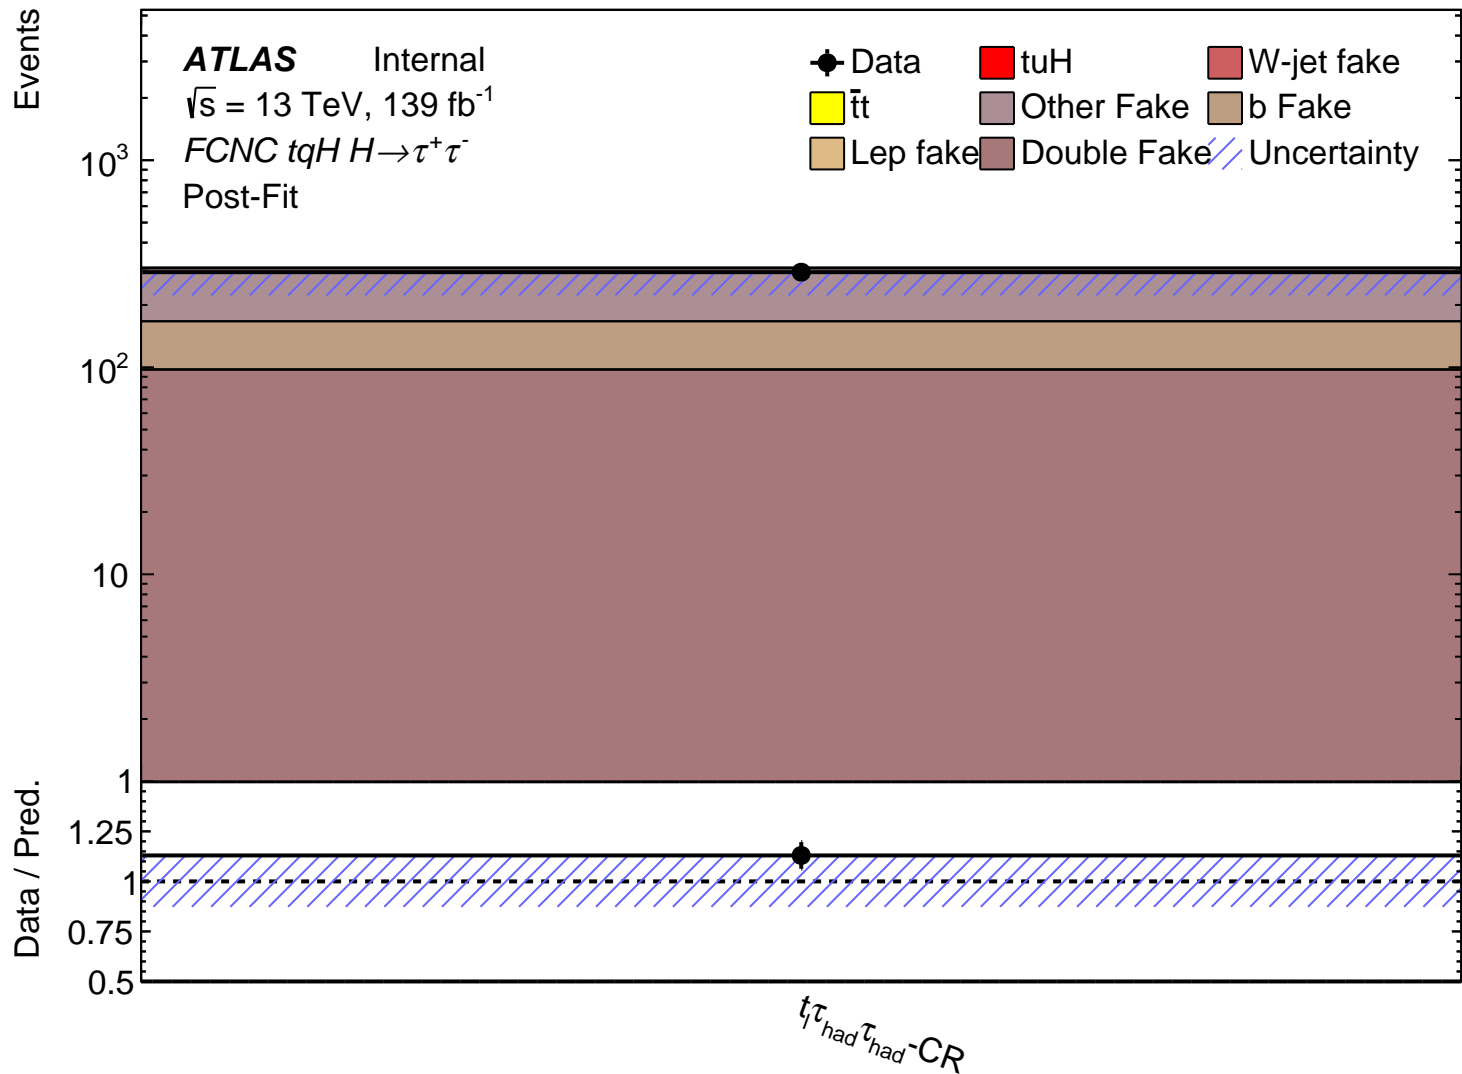 Events
ATLAS Internal
√s = 13 TeV, 139 fb⁻¹
FCNC tqH H→τ⁺τ⁻
Post-Fit
Data tuH W-jet fake
t̄t Other Fake b Fake
Lep fake Double Fake Uncertainty
10³
10²
10
1
Data / Pred.
1.25
1
0.75
0.5
tₗτ_had τ_had-CR